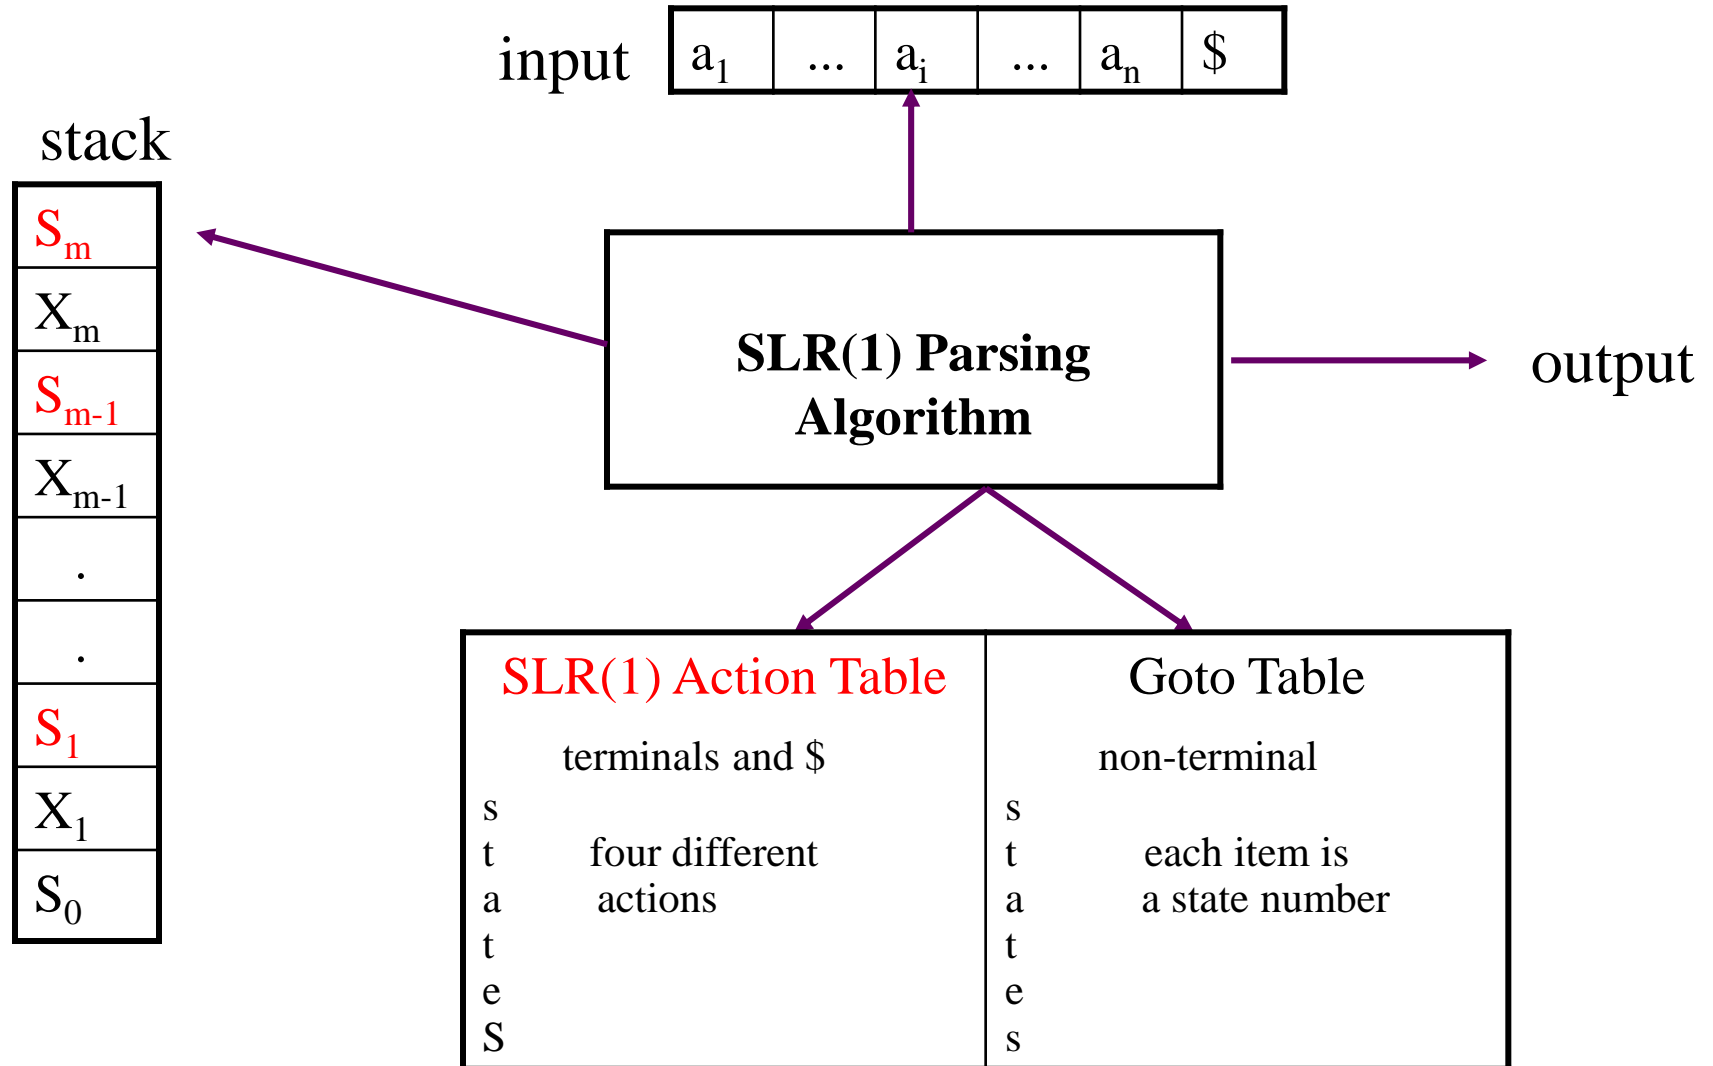 input
a₁ ... aᵢ ... aₙ $
stack
Sₘ
Xₘ
Sₘ₋₁
Xₘ₋₁
.
.
S₁
X₁
S₀
SLR(1) Parsing
Algorithm
output
SLR(1) Action Table
terminals and $
s
t four different
a actions
t
e
S
Goto Table
non-terminal
s
t each item is
a a state number
t
e
s